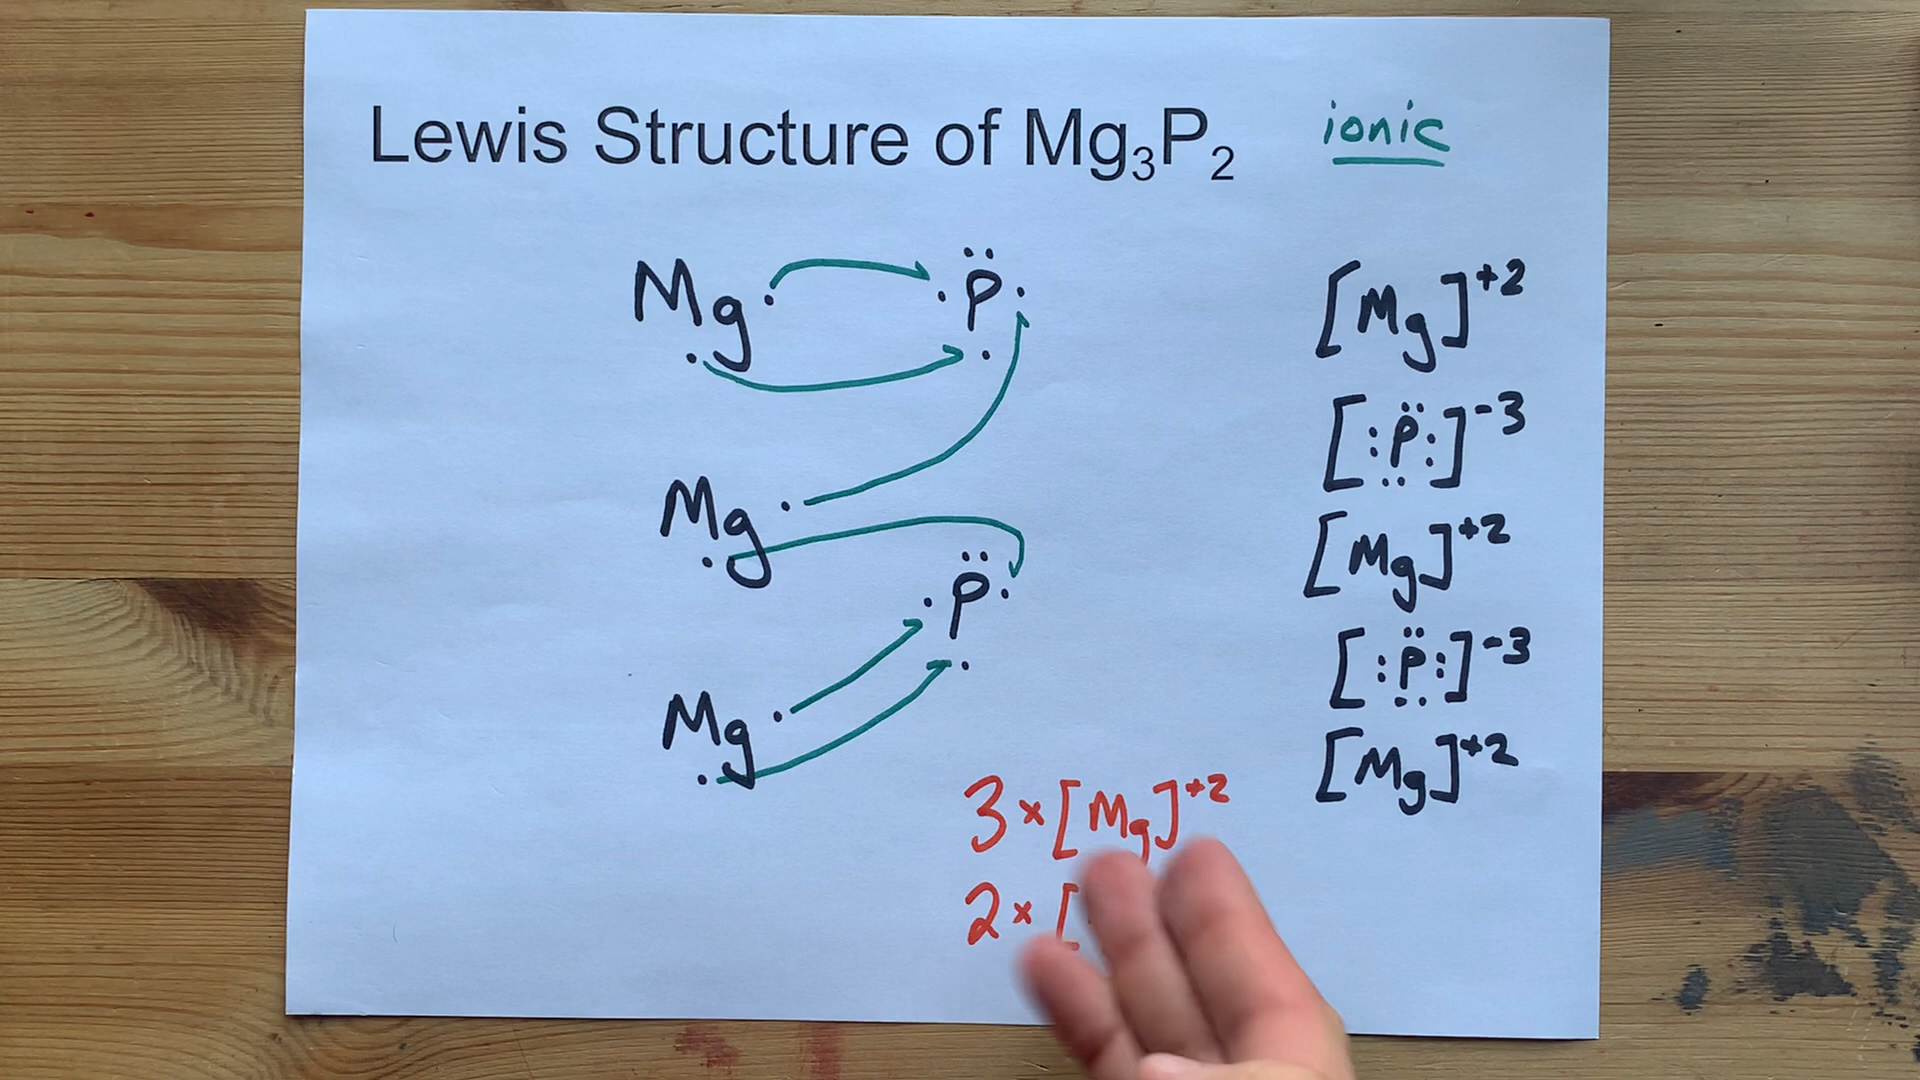 Lewis Structure of Mg₃P₂ ionic
Mg P
Mg
P
Mg
[Mg]⁺²
[:P:]⁻³
[Mg]⁺²
[:P:]⁻³
[Mg]⁺²
3 × [Mg]⁺²
2 × [